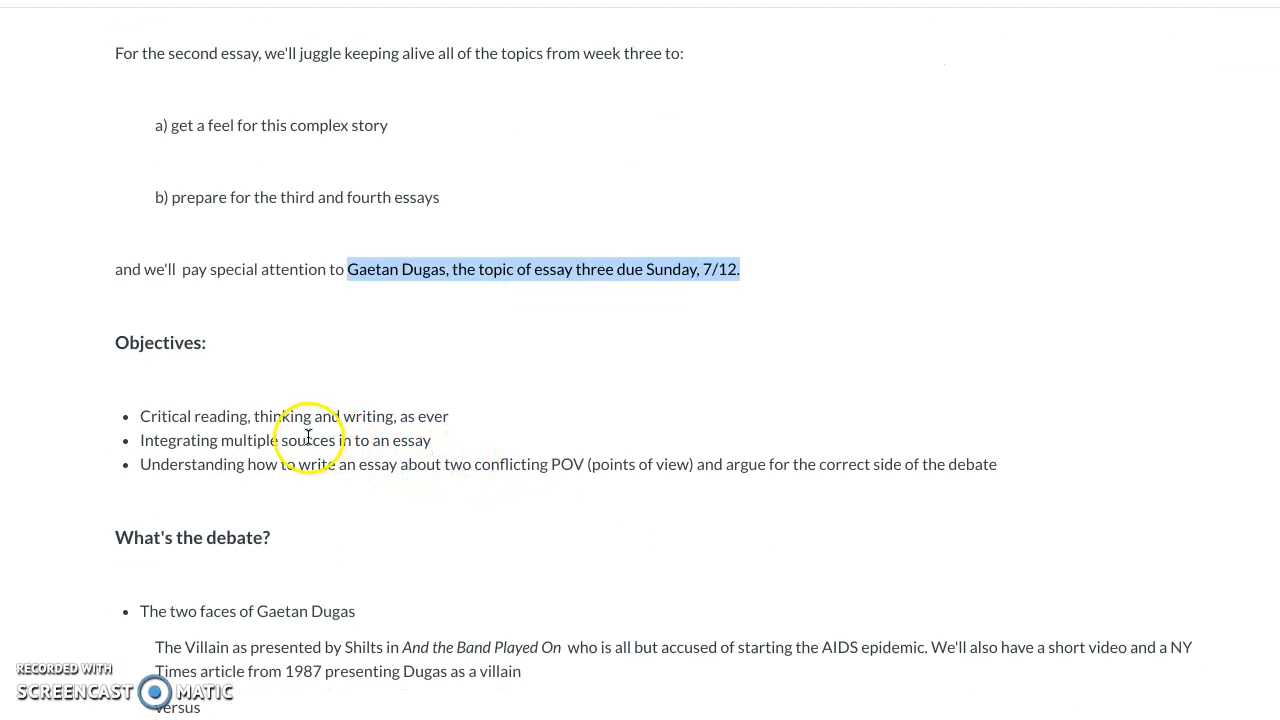 For the second essay, we'll juggle keeping alive all of the topics from week three to:
a) get a feel for this complex story
b) prepare for the third and fourth essays
and we'll pay special attention to Gaetan Dugas, the topic of essay three due Sunday, 7/12.
Objectives:
• Critical reading, thinking and writing, as ever
• Integrating multiple sources in to an essay
• Understanding how to write an essay about two conflicting POV (points of view) and argue for the correct side of the debate
What's the debate?
• The two faces of Gaetan Dugas
The Villain as presented by Shilts in And the Band Played On who is all but accused of starting the AIDS epidemic. We'll also have a short video and a NY
Times article from 1987 presenting Dugas as a villain
versus
RECORDED WITH
SCREENCAST MATIC